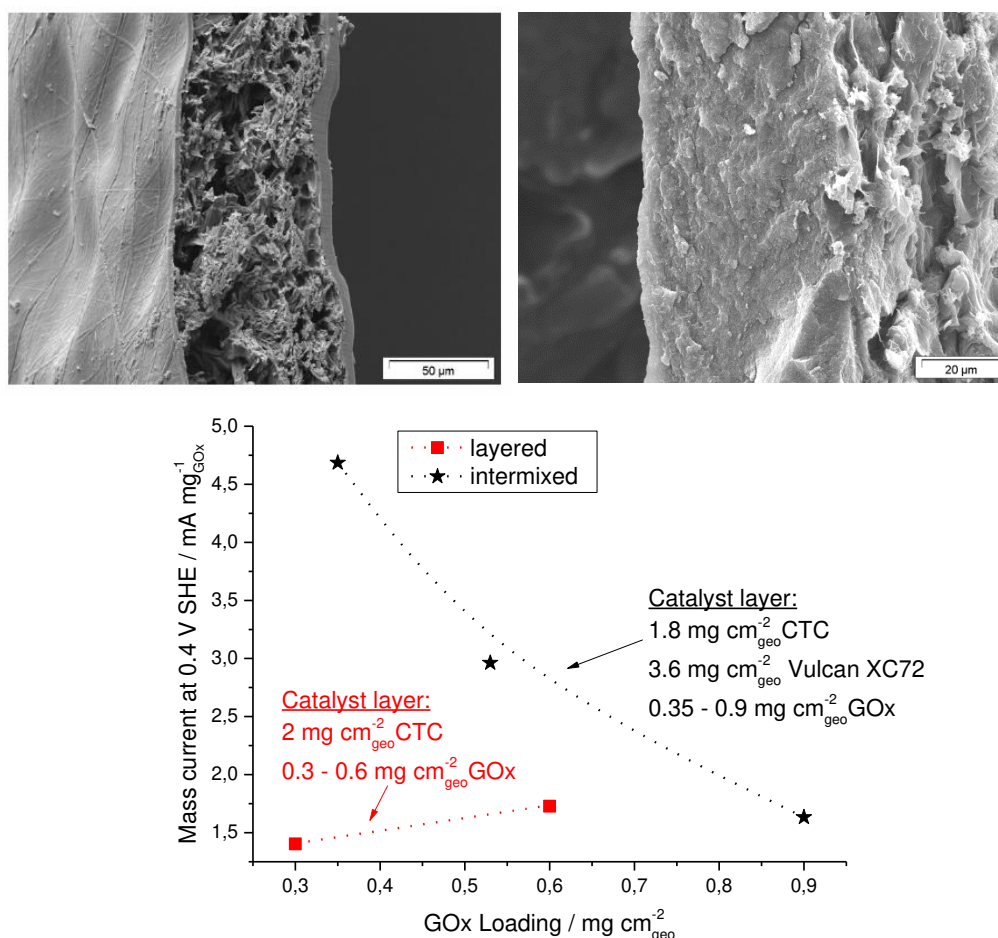 50 µm
20 µm
5,0
4,5
4,0
3,5
3,0
2,5
2,0
1,5
Mass current at 0.4 V SHE / mA mg⁻¹GOx
layered
intermixed
Catalyst layer:
1.8 mg cm⁻²geo CTC
3.6 mg cm⁻²geo Vulcan XC72
0.35 - 0.9 mg cm⁻²geo GOx
Catalyst layer:
2 mg cm⁻²geo CTC
0.3 - 0.6 mg cm⁻²geo GOx
0,3 0,4 0,5 0,6 0,7 0,8 0,9
GOx Loading / mg cm⁻²geo